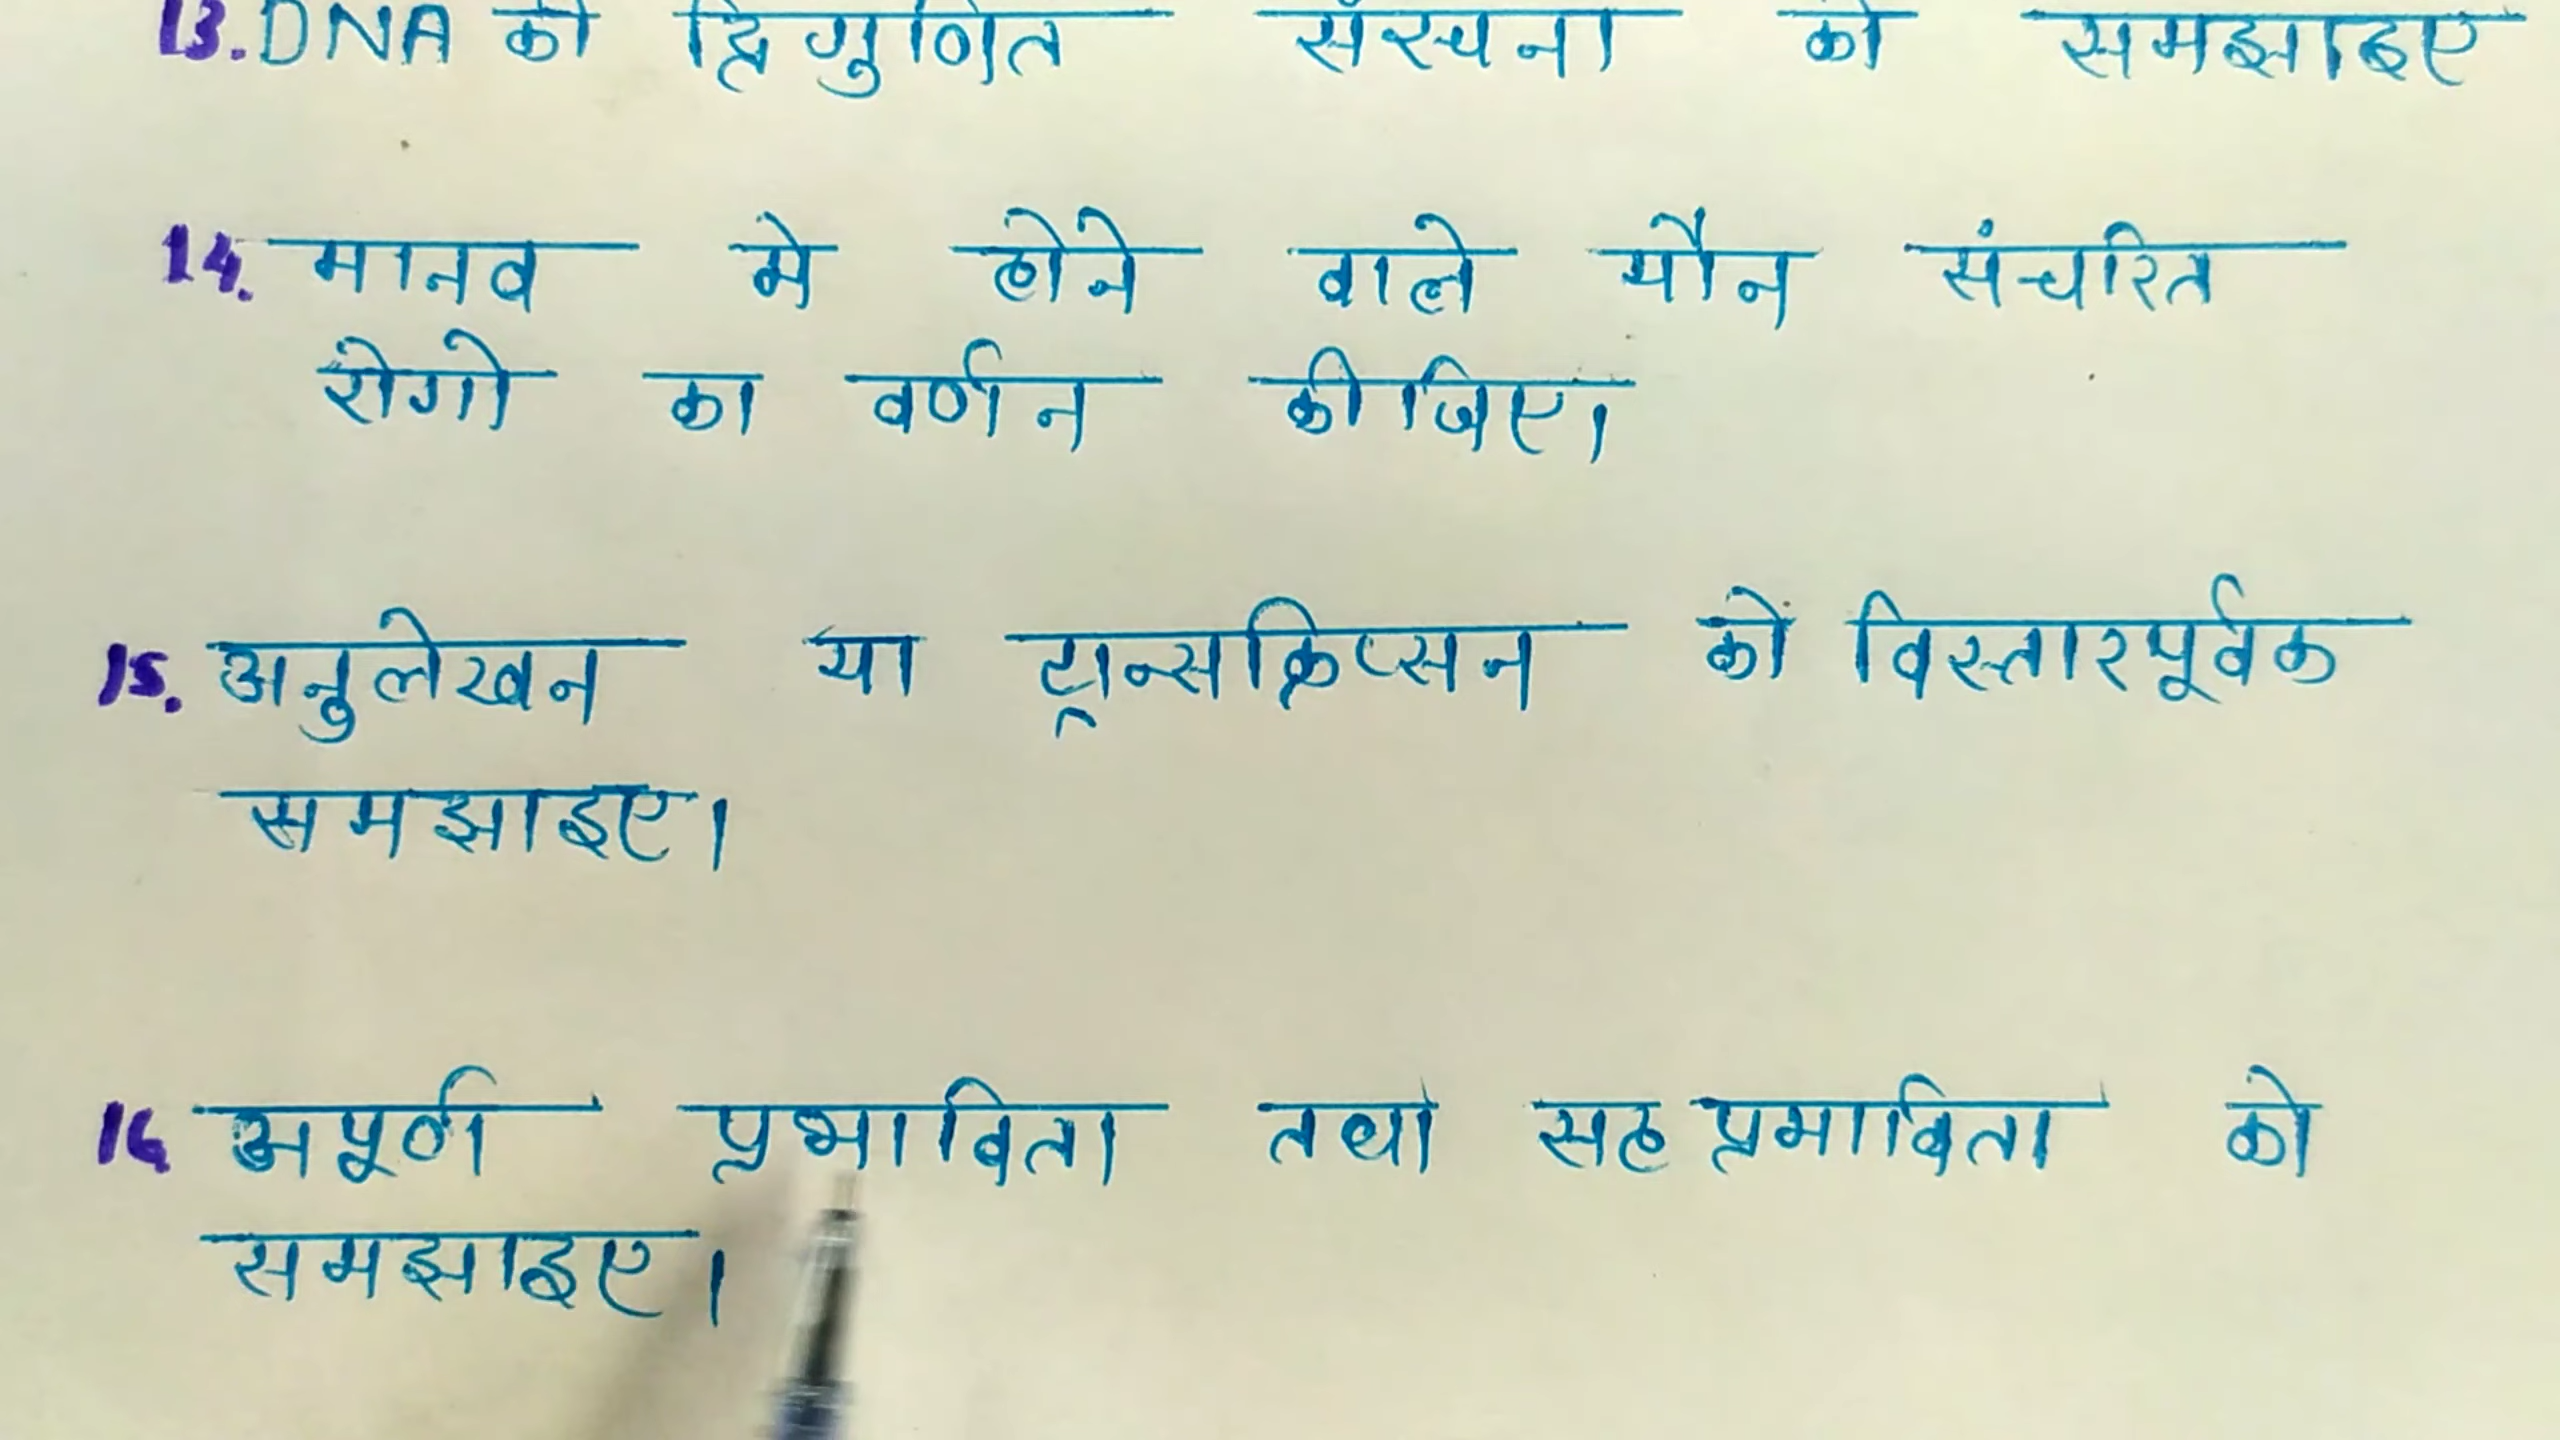 13. DNA की द्विगुणित संरचना को समझाइए
14. मानव मे होने वाले यौन संचरित
रोगो का वर्णन कीजिए।
15. अनुलेखन या ट्रान्सक्रिप्सन को विस्तारपूर्वक
समझाइए।
16 अपूर्ण प्रभाविता तथा सह प्रभाविता को
समझाइए।